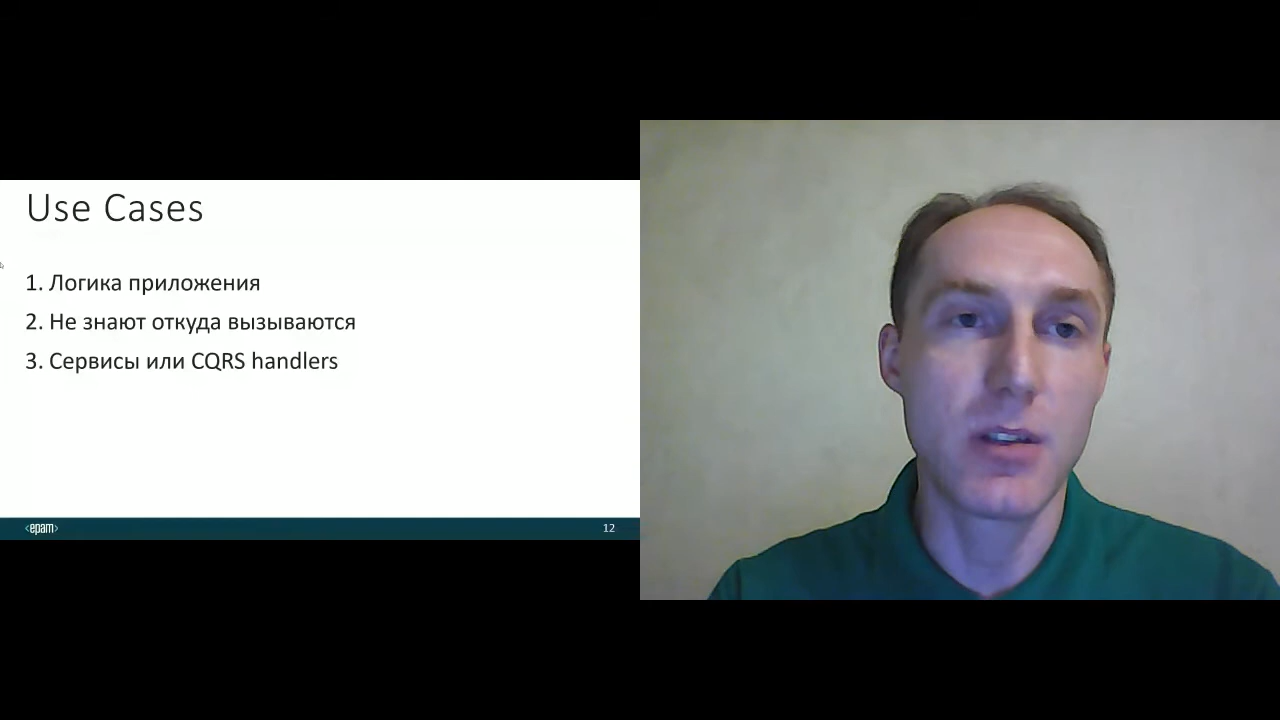 Use Cases
1. Логика приложения
2. Не знают откуда вызываются
3. Сервисы или CQRS handlers
<epam>
12